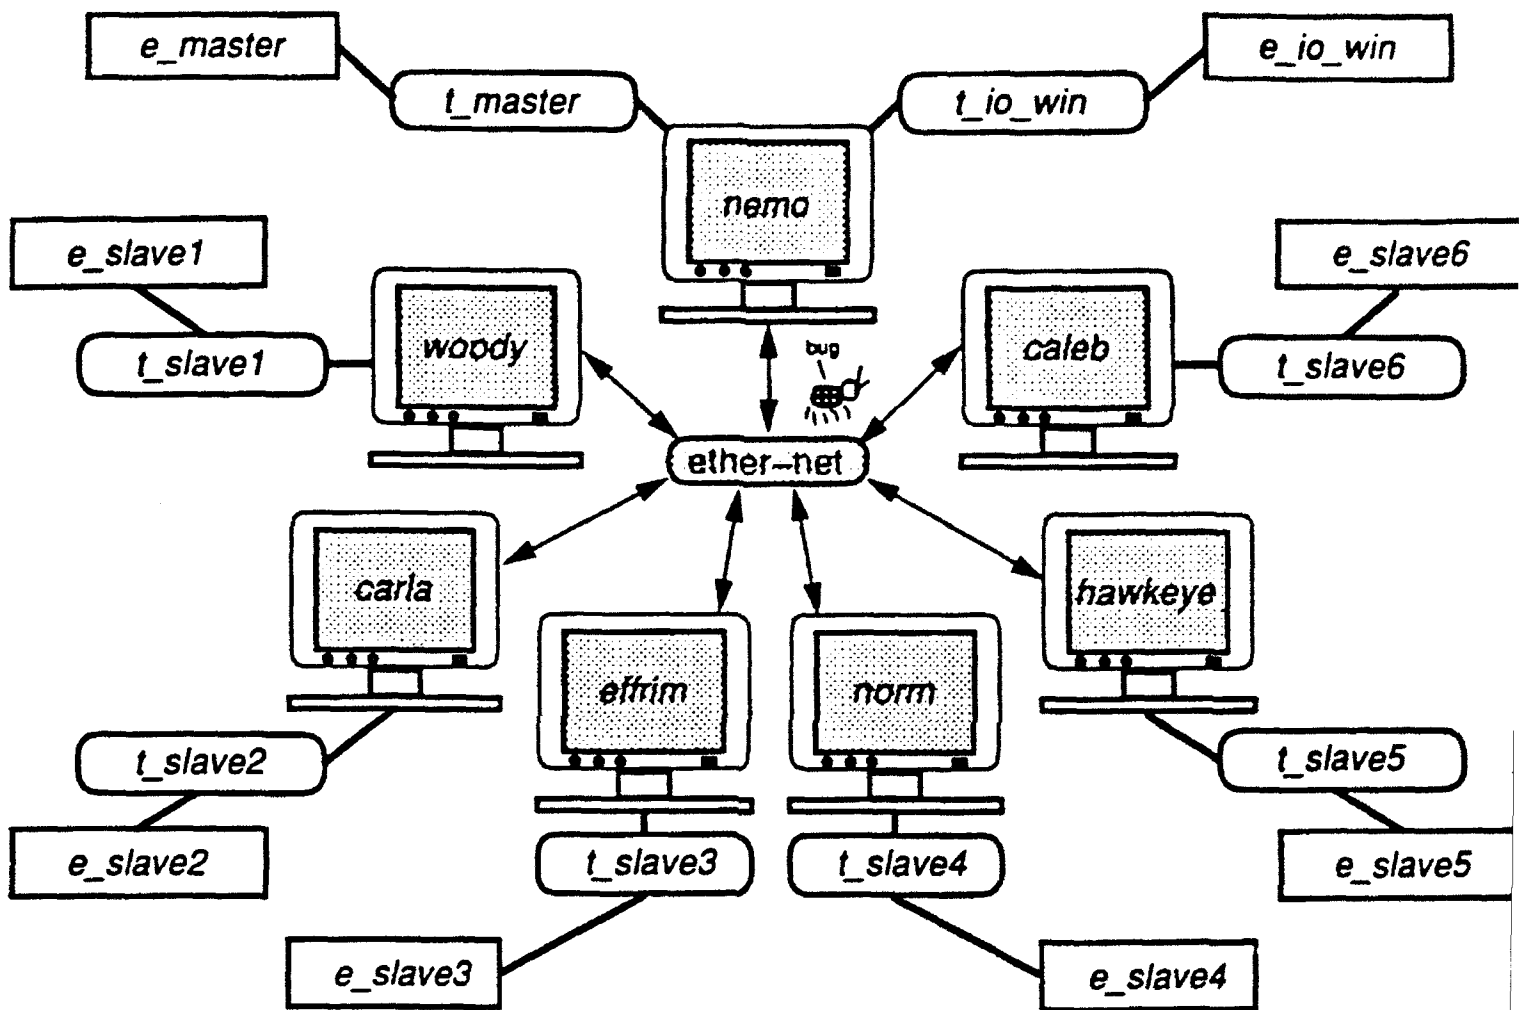 e_master
e_io_win
t_master
t_io_win
nemo
e_slave1
e_slave6
woody
bug
caleb
t_slave1
t_slave6
ether-net
carla
hawkeye
effrim
norm
t_slave2
t_slave5
e_slave2
t_slave3
t_slave4
e_slave5
e_slave3
e_slave4